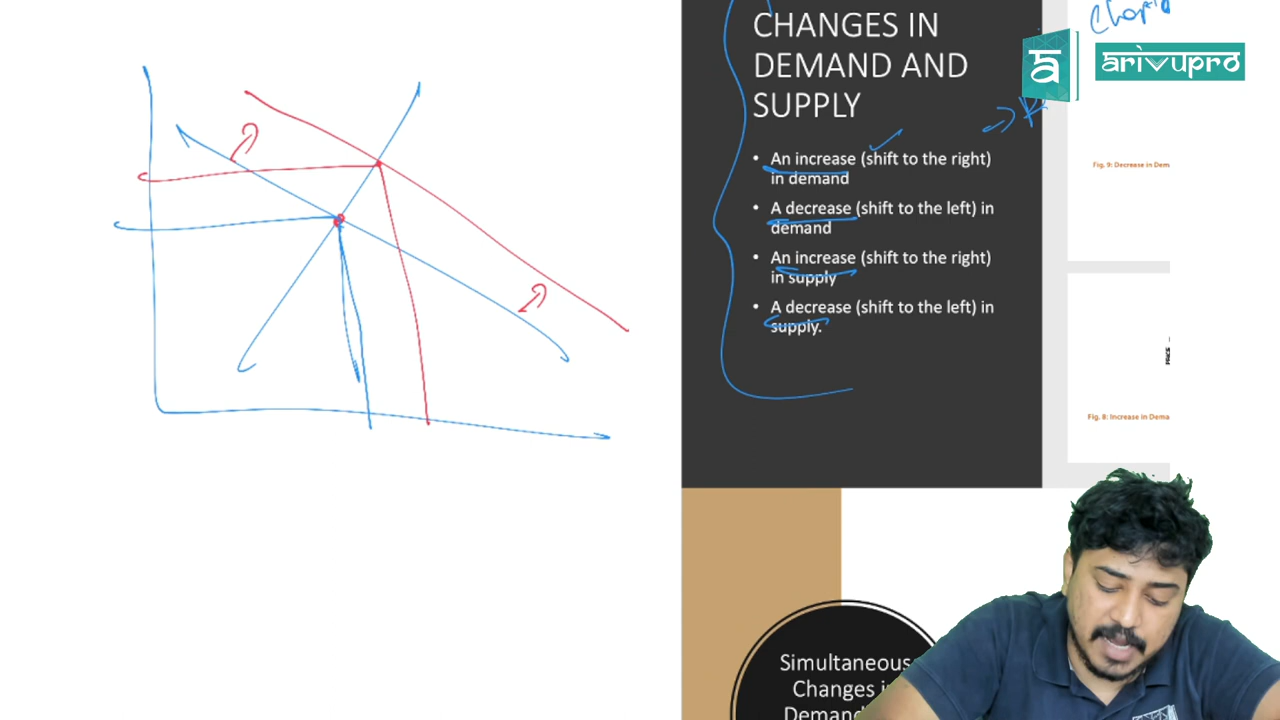 CHANGES IN
DEMAND AND
SUPPLY
• An increase (shift to the right)
in demand
• A decrease (shift to the left) in
demand
• An increase (shift to the right)
in supply
• A decrease (shift to the left) in
supply.
arivupro
Fig. 9: Decrease in Dem
PRICE
Fig. 8: Increase in Dema
Simultaneous
Changes in
Demand